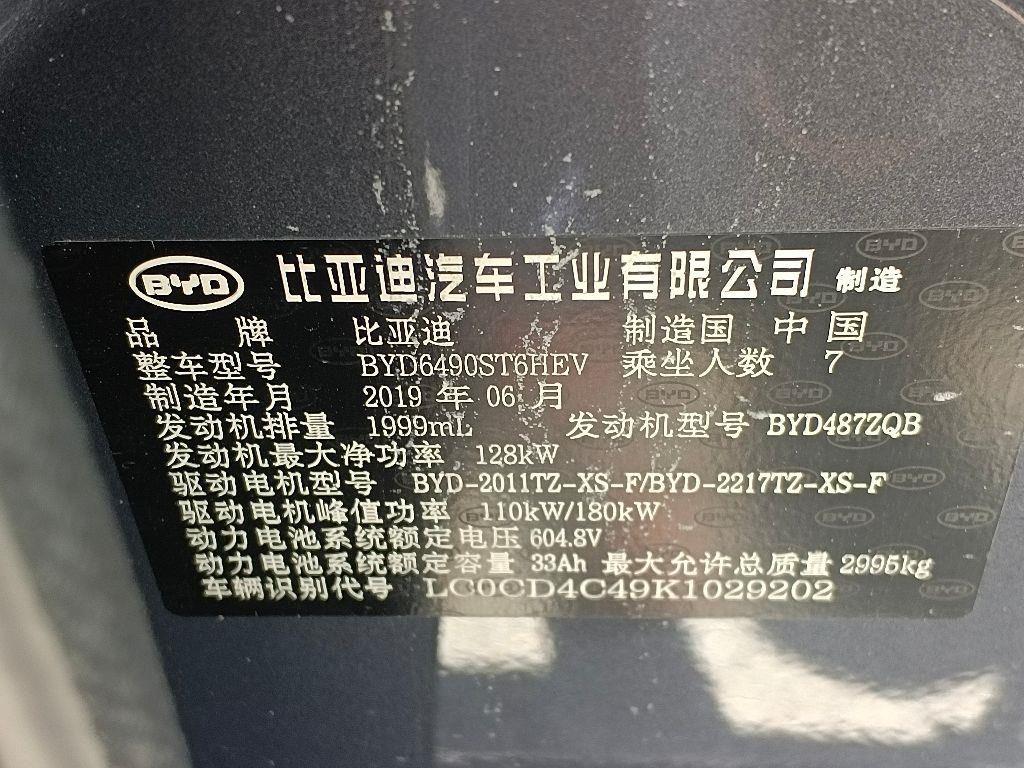 BYD 比亚迪汽车工业有限公司 制造
品 牌 比亚迪 制造国 中国
整车型号 BYD6490ST6HEV 乘坐人数 7
制造年月 2019 年 06 月
发动机排量 1999mL 发动机型号 BYD487ZQB
发动机最大净功率 128kW
驱动电机型号 BYD-2011TZ-XS-F/BYD-2217TZ-XS-F
驱动电机峰值功率 110kW/180kW
动力电池系统额定电压 604.8V
动力电池系统额定容量 33Ah 最大允许总质量 2995kg
车辆识别代号 LC0CD4C49K1029202